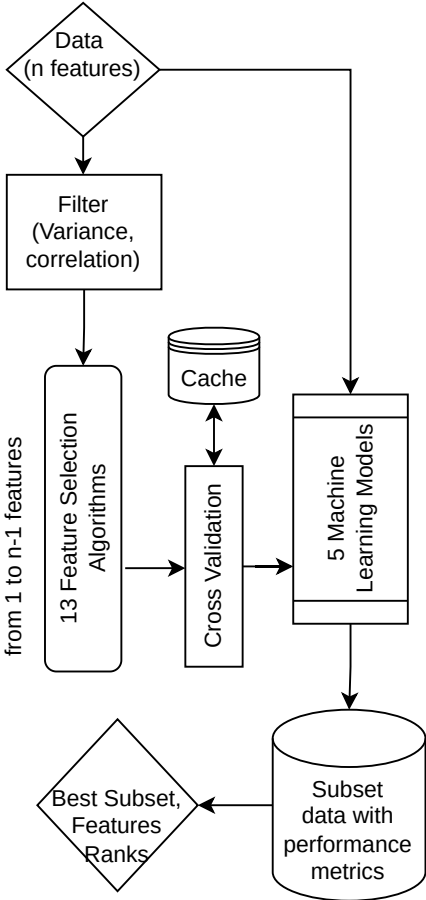 Data
(n features)
Filter
(Variance,
correlation)
Cache
from 1 to n-1 features
13 Feature Selection
Algorithms
Cross Validation
5 Machine
Learning Models
Subset
data with
performance
metrics
Best Subset,
Features
Ranks